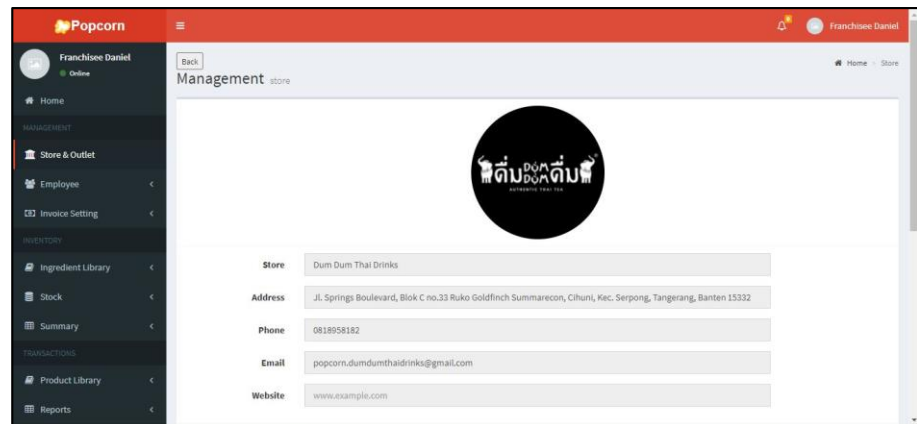 Popcorn
Franchisee Daniel
Franchisee Daniel
Online
Back
Management store
Home
Store
Home
MANAGEMENT
Store & Outlet
Employee
Invoice Setting
INVENTORY
Ingredient Library
Stock
Summary
TRANSACTIONS
Product Library
Reports
ดื่ม DUM DUM ดื่ม
AUTHENTIC THAI TEA
Store Dum Dum Thai Drinks
Address Jl. Springs Boulevard, Blok C no.33 Ruko Goldfinch Summarecon, Cihuni, Kec. Serpong, Tangerang, Banten 15332
Phone 0818958182
Email popcorn.dumdumthaidrinks@gmail.com
Website www.example.com